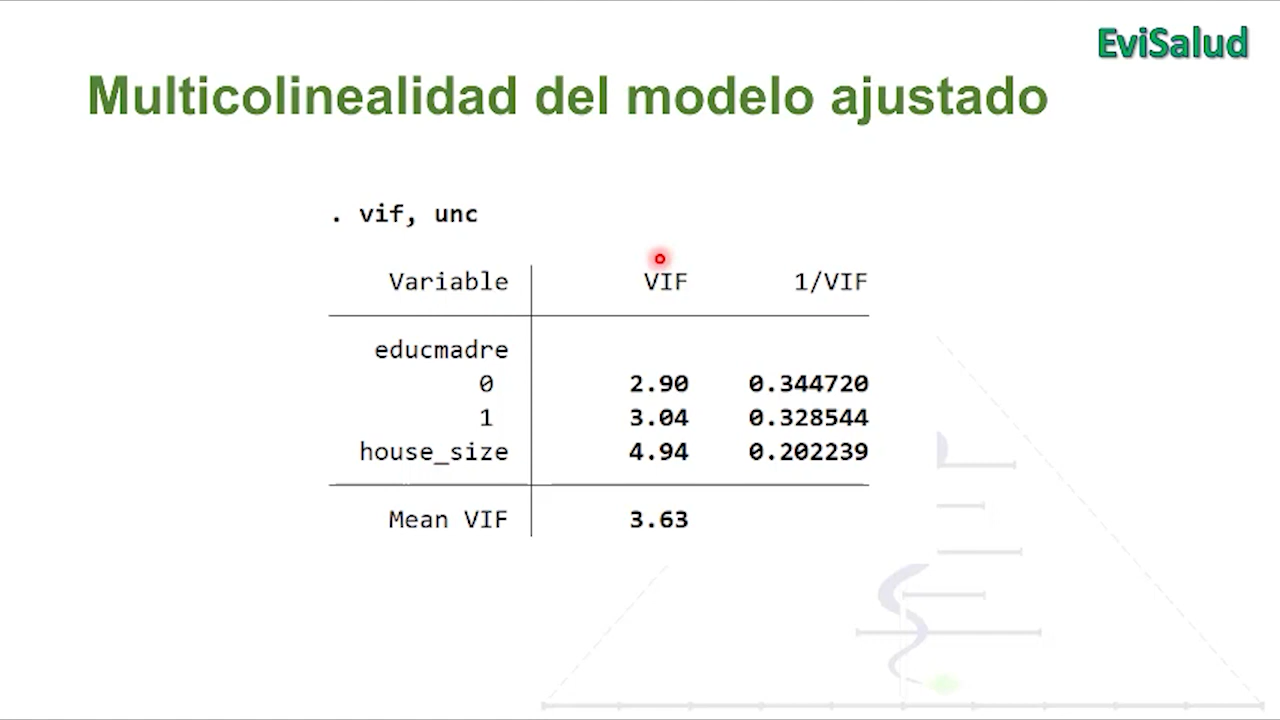 EviSalud
Multicolinealidad del modelo ajustado
. vif, unc
Variable VIF 1/VIF
educmadre
0 2.90 0.344720
1 3.04 0.328544
house_size 4.94 0.202239
Mean VIF 3.63